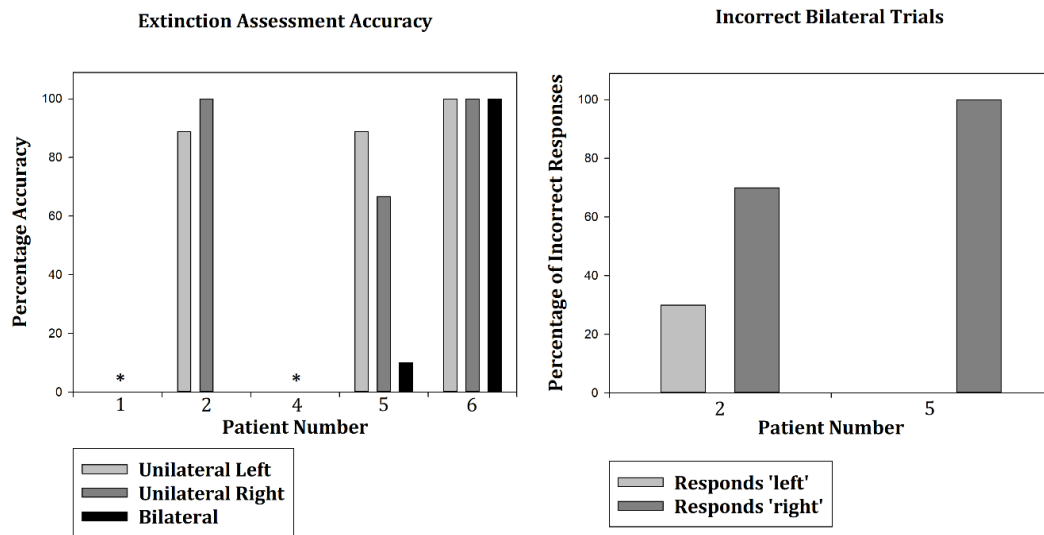 Extinction Assessment Accuracy
Percentage Accuracy
100
80
60
40
20
0
*
*
1 2 4 5 6
Patient Number
Unilateral Left
Unilateral Right
Bilateral
Incorrect Bilateral Trials
Percentage of Incorrect Responses
100
80
60
40
20
0
2 5
Patient Number
Responds 'left'
Responds 'right'